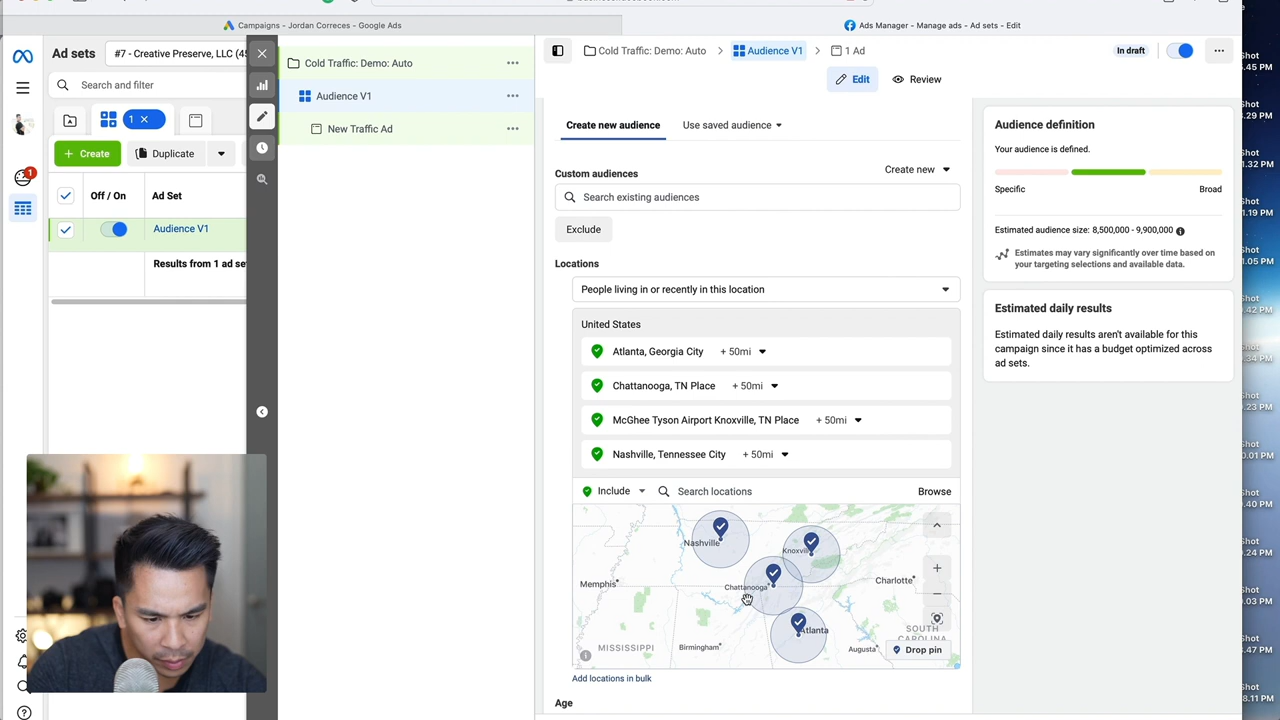 Campaigns - Jordan Correces - Google Ads
Ads Manager - Manage ads - Ad sets - Edit
Ad sets
#7 - Creative Preserve, LLC (45
Search and filter
1
+ Create
Duplicate
Off / On
Ad Set
Audience V1
Results from 1 ad se
1
Cold Traffic: Demo: Auto
Audience V1
New Traffic Ad
Cold Traffic: Demo: Auto
Audience V1
1 Ad
In draft
Edit
Review
Create new audience
Use saved audience
Custom audiences
Create new
Search existing audiences
Exclude
Locations
People living in or recently in this location
United States
Atlanta, Georgia City + 50mi
Chattanooga, TN Place + 50mi
McGhee Tyson Airport Knoxville, TN Place + 50mi
Nashville, Tennessee City + 50mi
Include
Search locations
Browse
Nashville
Knoxvill
Memphis
Chattanooga
Charlotte
Atlanta
SOUTH
CAROLINA
MISSISSIPPI
Birmingham
Augusta
Drop pin
Add locations in bulk
Age
Audience definition
Your audience is defined.
Specific
Broad
Estimated audience size: 8,500,000 - 9,900,000
Estimates may vary significantly over time based on
your targeting selections and available data.
Estimated daily results
Estimated daily results aren't available for this
campaign since it has a budget optimized across
ad sets.